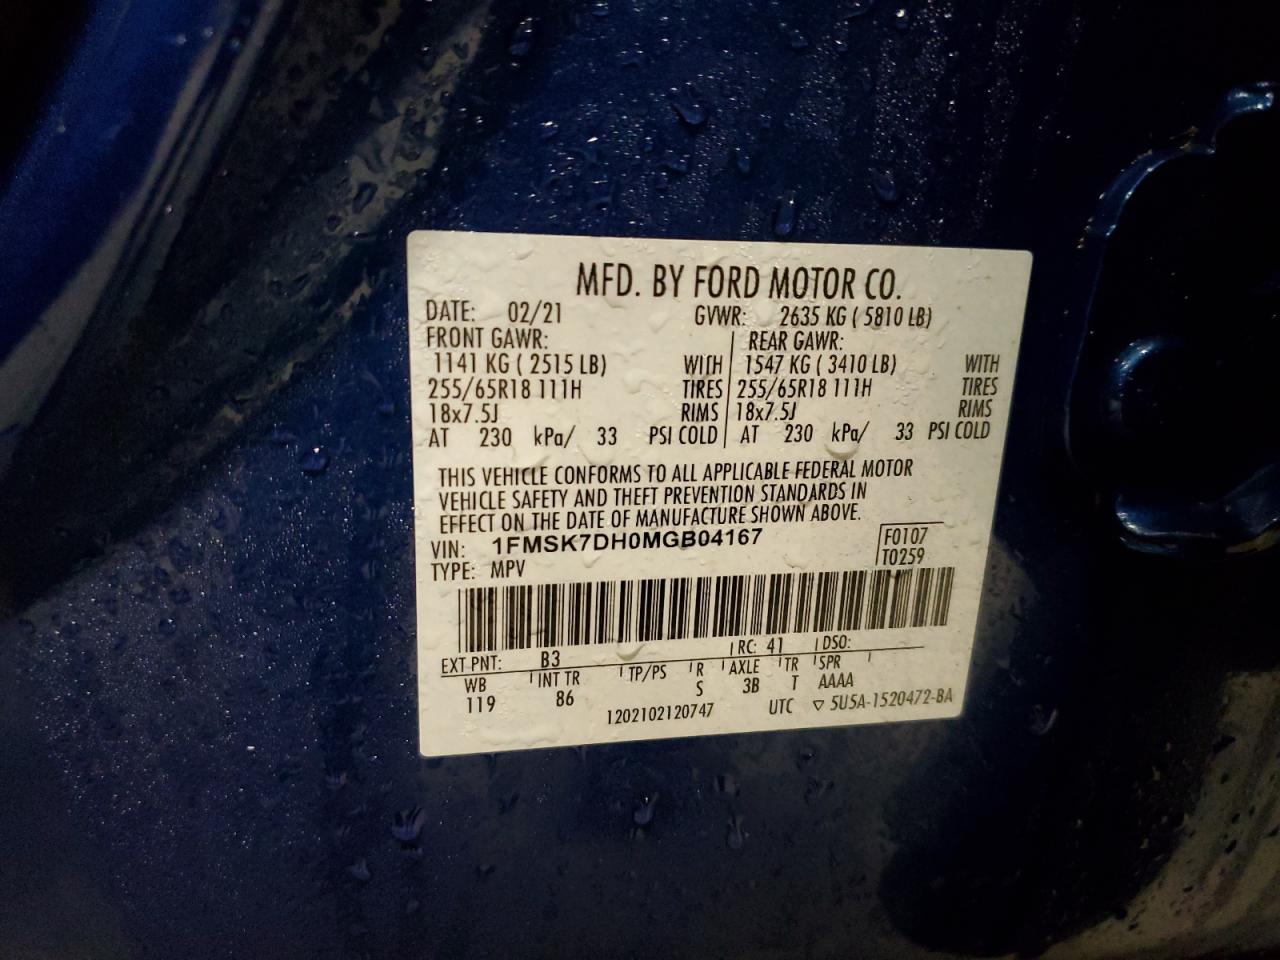 MFD. BY FORD MOTOR CO.
DATE: 02/21 GVWR: 2635 KG ( 5810 LB)
FRONT GAWR: REAR GAWR:
1141 KG ( 2515 LB) WITH 1547 KG ( 3410 LB) WITH
255/65R18 111H TIRES 255/65R18 111H TIRES
18x7.5J RIMS 18x7.5J RIMS
AT 230 kPa/ 33 PSI COLD AT 230 kPa/ 33 PSI COLD
THIS VEHICLE CONFORMS TO ALL APPLICABLE FEDERAL MOTOR
VEHICLE SAFETY AND THEFT PREVENTION STANDARDS IN
EFFECT ON THE DATE OF MANUFACTURE SHOWN ABOVE.
VIN: 1FMSK7DH0MGB04167 F0107
TYPE: MPV T0259
EXT PNT: B3 RC: 41 DSO:
WB INT TR TP/PS R AXLE TR SPR
119 86 S 3B T AAAA
1202102120747 UTC ▽ 5U5A-1520472-BA